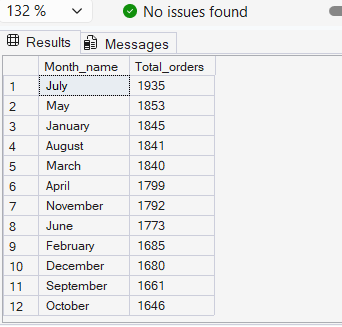 132 % No issues found
Results Messages
Month_name Total_orders
1 July 1935
2 May 1853
3 January 1845
4 August 1841
5 March 1840
6 April 1799
7 November 1792
8 June 1773
9 February 1685
10 December 1680
11 September 1661
12 October 1646